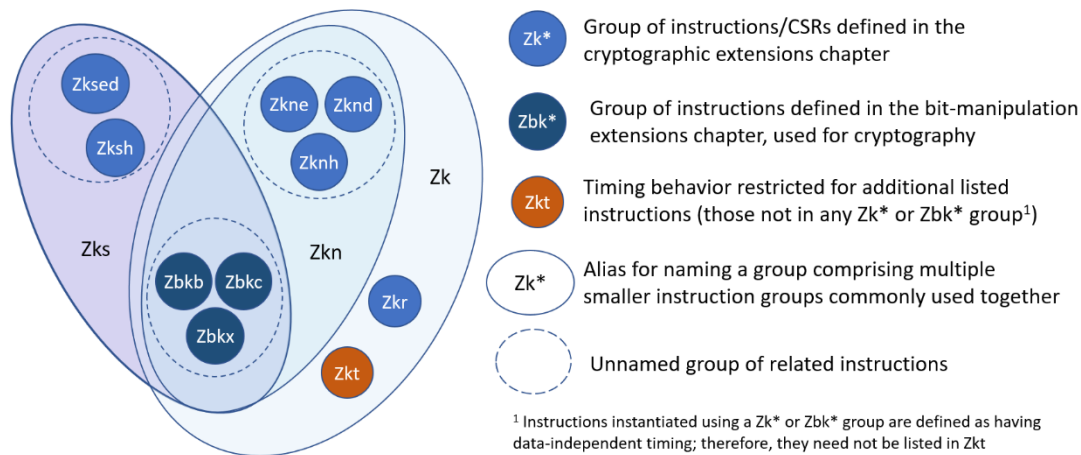 Zksed
Zksh
Zks
Zkne
Zknd
Zknh
Zk
Zkn
Zbkb
Zbkc
Zbkx
Zkr
Zkt
Zk*
Group of instructions/CSRs defined in the
cryptographic extensions chapter
Zbk*
Group of instructions defined in the bit-manipulation
extensions chapter, used for cryptography
Zkt
Timing behavior restricted for additional listed
instructions (those not in any Zk* or Zbk* group¹)
Zk*
Alias for naming a group comprising multiple
smaller instruction groups commonly used together
Unnamed group of related instructions
¹ Instructions instantiated using a Zk* or Zbk* group are defined as having
data-independent timing; therefore, they need not be listed in Zkt